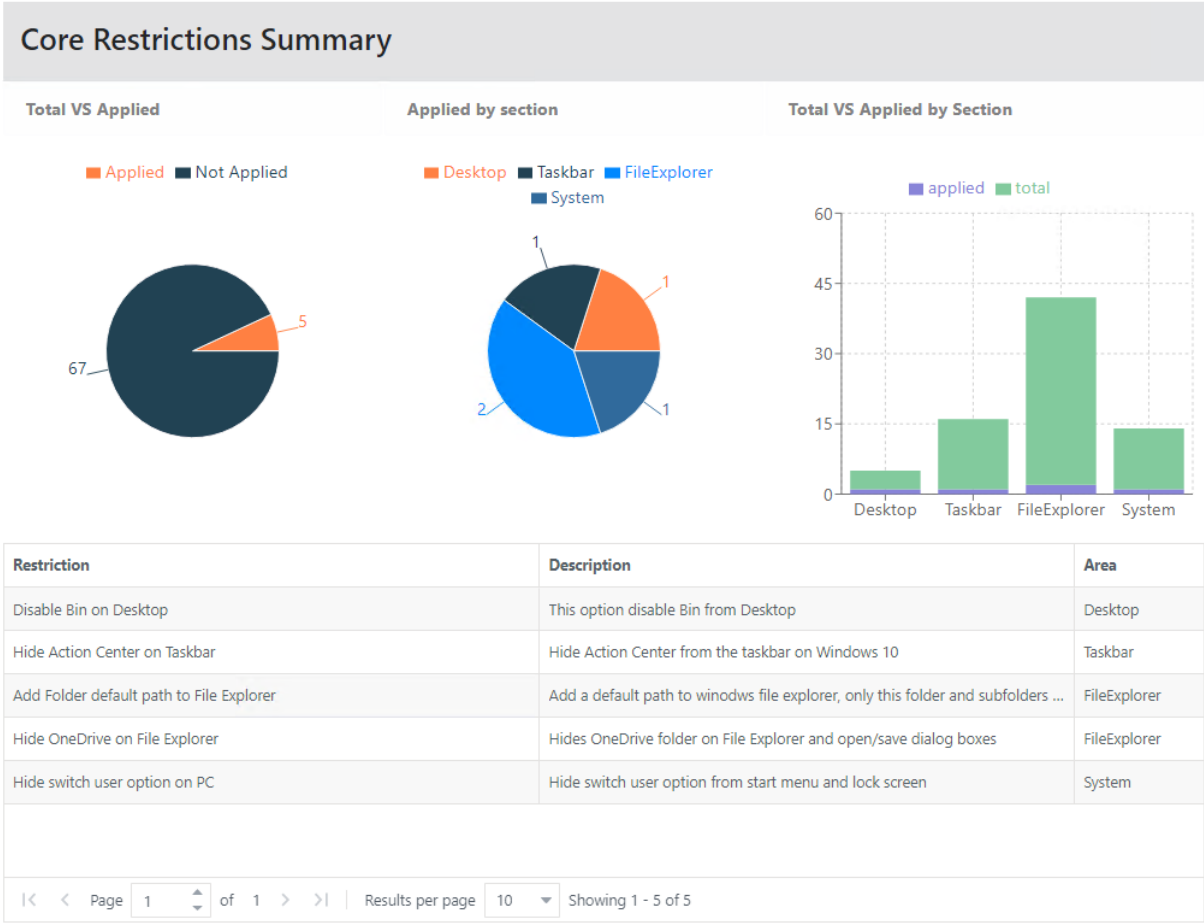 Core Restrictions Summary
Total VS Applied
Applied by section
Total VS Applied by Section
Applied Not Applied
5
67
Desktop Taskbar FileExplorer
System
1
1
2
1
applied total
60
45
30
15
0
Desktop Taskbar FileExplorer System
Restriction Description Area
Disable Bin on Desktop This option disable Bin from Desktop Desktop
Hide Action Center on Taskbar Hide Action Center from the taskbar on Windows 10 Taskbar
Add Folder default path to File Explorer Add a default path to winodws file explorer, only this folder and subfolders ... FileExplorer
Hide OneDrive on File Explorer Hides OneDrive folder on File Explorer and open/save dialog boxes FileExplorer
Hide switch user option on PC Hide switch user option from start menu and lock screen System
Page 1 of 1 Results per page 10 Showing 1 - 5 of 5